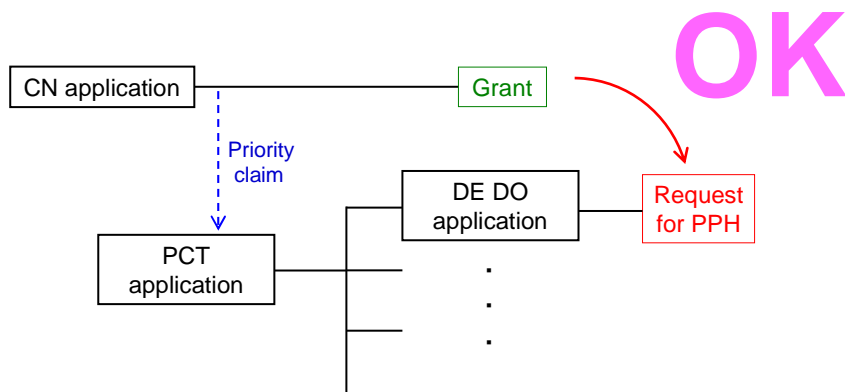 OK
CN application
Grant
Priority
claim
DE DO
application
Request
for PPH
PCT
application